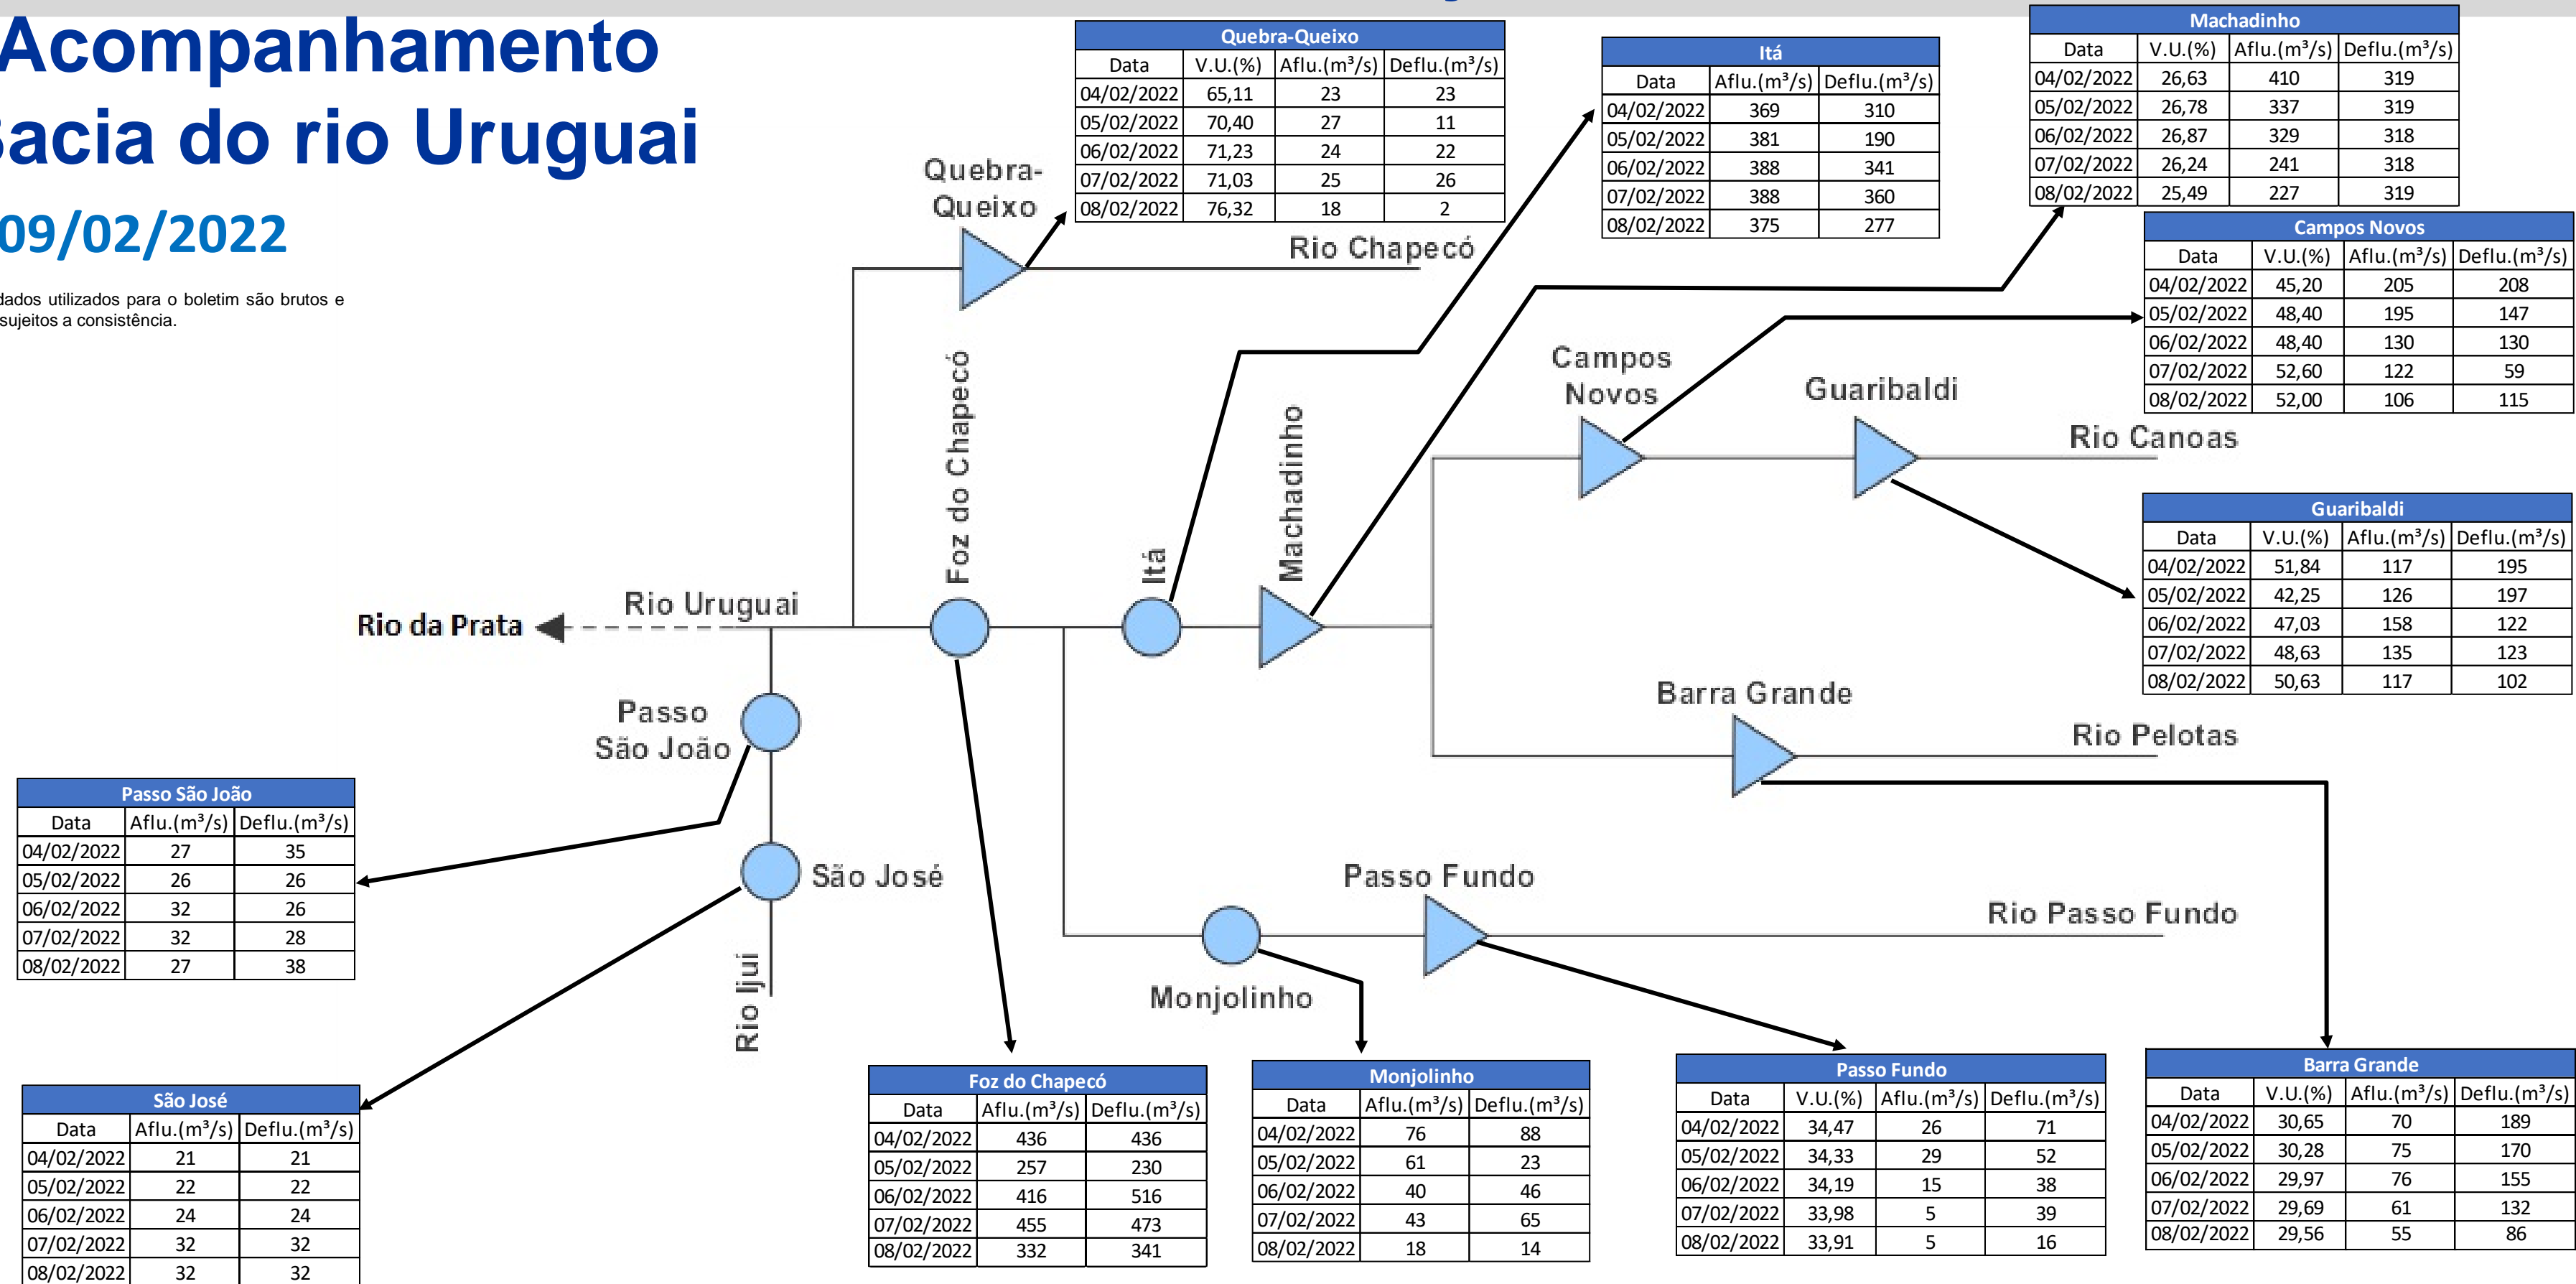 Acompanhamento
Bacia do rio Uruguai
09/02/2022
dados utilizados para o boletim são brutos e
sujeitos a consistência.
Quebra-Queixo
Data V.U.(%) Aflu.(m³/s) Deflu.(m³/s)
04/02/2022 65,11 23 23
05/02/2022 70,40 27 11
06/02/2022 71,23 24 22
07/02/2022 71,03 25 26
08/02/2022 76,32 18 2
Itá
Data Aflu.(m³/s) Deflu.(m³/s)
04/02/2022 369 310
05/02/2022 381 190
06/02/2022 388 341
07/02/2022 388 360
08/02/2022 375 277
Machadinho
Data V.U.(%) Aflu.(m³/s) Deflu.(m³/s)
04/02/2022 26,63 410 319
05/02/2022 26,78 337 319
06/02/2022 26,87 329 318
07/02/2022 26,24 241 318
08/02/2022 25,49 227 319
Campos Novos
Data V.U.(%) Aflu.(m³/s) Deflu.(m³/s)
04/02/2022 45,20 205 208
05/02/2022 48,40 195 147
06/02/2022 48,40 130 130
07/02/2022 52,60 122 59
08/02/2022 52,00 106 115
Quebra-
Queixo
Rio Chapecó
Foz do Chapecó
Itá
Machadinho
Campos
Novos
Guaribaldi
Rio Canoas
Guaribaldi
Data V.U.(%) Aflu.(m³/s) Deflu.(m³/s)
04/02/2022 51,84 117 195
05/02/2022 42,25 126 197
06/02/2022 47,03 158 122
07/02/2022 48,63 135 123
08/02/2022 50,63 117 102
Rio da Prata
Rio Uruguai
Barra Grande
Rio Pelotas
Passo
São João
São José
Rio Ijuí
Passo Fundo
Rio Passo Fundo
Monjolinho
Passo São João
Data Aflu.(m³/s) Deflu.(m³/s)
04/02/2022 27 35
05/02/2022 26 26
06/02/2022 32 26
07/02/2022 32 28
08/02/2022 27 38
São José
Data Aflu.(m³/s) Deflu.(m³/s)
04/02/2022 21 21
05/02/2022 22 22
06/02/2022 24 24
07/02/2022 32 32
08/02/2022 32 32
Foz do Chapecó
Data Aflu.(m³/s) Deflu.(m³/s)
04/02/2022 436 436
05/02/2022 257 230
06/02/2022 416 516
07/02/2022 455 473
08/02/2022 332 341
Monjolinho
Data Aflu.(m³/s) Deflu.(m³/s)
04/02/2022 76 88
05/02/2022 61 23
06/02/2022 40 46
07/02/2022 43 65
08/02/2022 18 14
Passo Fundo
Data V.U.(%) Aflu.(m³/s) Deflu.(m³/s)
04/02/2022 34,47 26 71
05/02/2022 34,33 29 52
06/02/2022 34,19 15 38
07/02/2022 33,98 5 39
08/02/2022 33,91 5 16
Barra Grande
Data V.U.(%) Aflu.(m³/s) Deflu.(m³/s)
04/02/2022 30,65 70 189
05/02/2022 30,28 75 170
06/02/2022 29,97 76 155
07/02/2022 29,69 61 132
08/02/2022 29,56 55 86